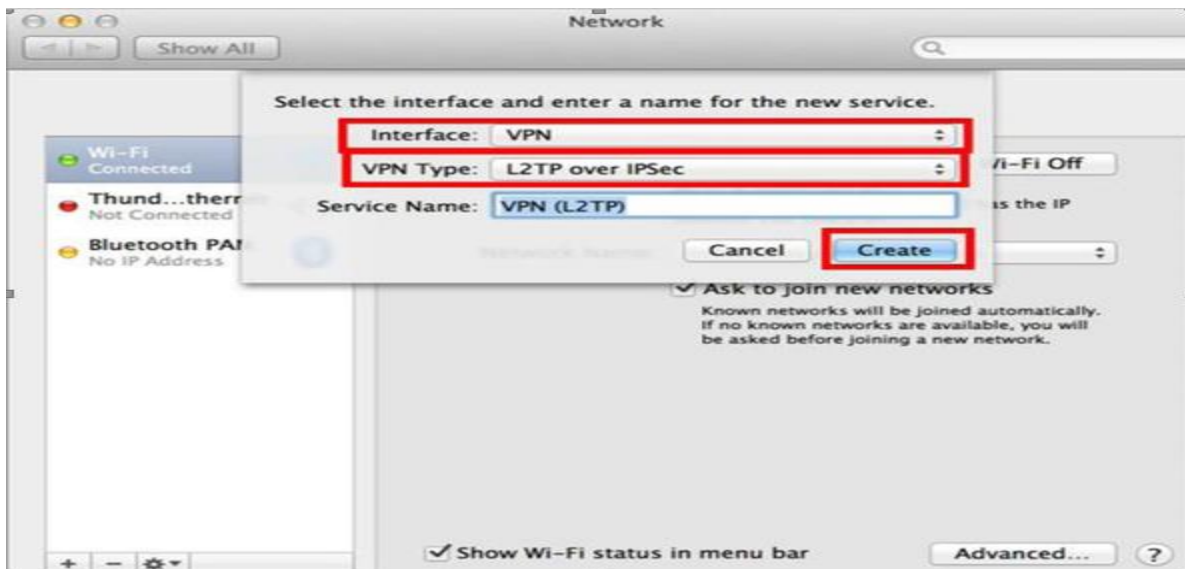 Network
Show All
Select the interface and enter a name for the new service.
Interface: VPN
Wi-Fi
Connected
VPN Type: L2TP over IPSec
Wi-Fi Off
Thund...therr
Not Connected
Service Name: VPN (L2TP)
as the IP
Bluetooth PAN
No IP Address
Network Name:
Cancel
Create
Ask to join new networks
Known networks will be joined automatically.
If no known networks are available, you will
be asked before joining a new network.
Show Wi-Fi status in menu bar
Advanced...
?